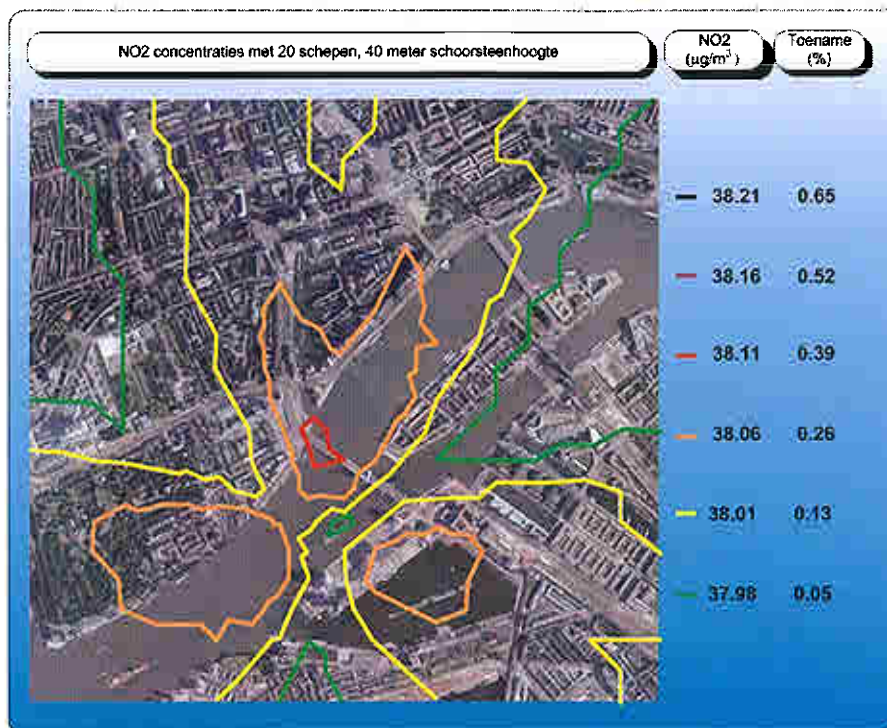 NO2 concentraties met 20 schepen, 40 meter schoorsteenhoogte
NO2
(µg/m³)
Toename
(%)
38.21 0.65
38.16 0.52
38.11 0.39
38.06 0.26
38.01 0.13
37.98 0.05